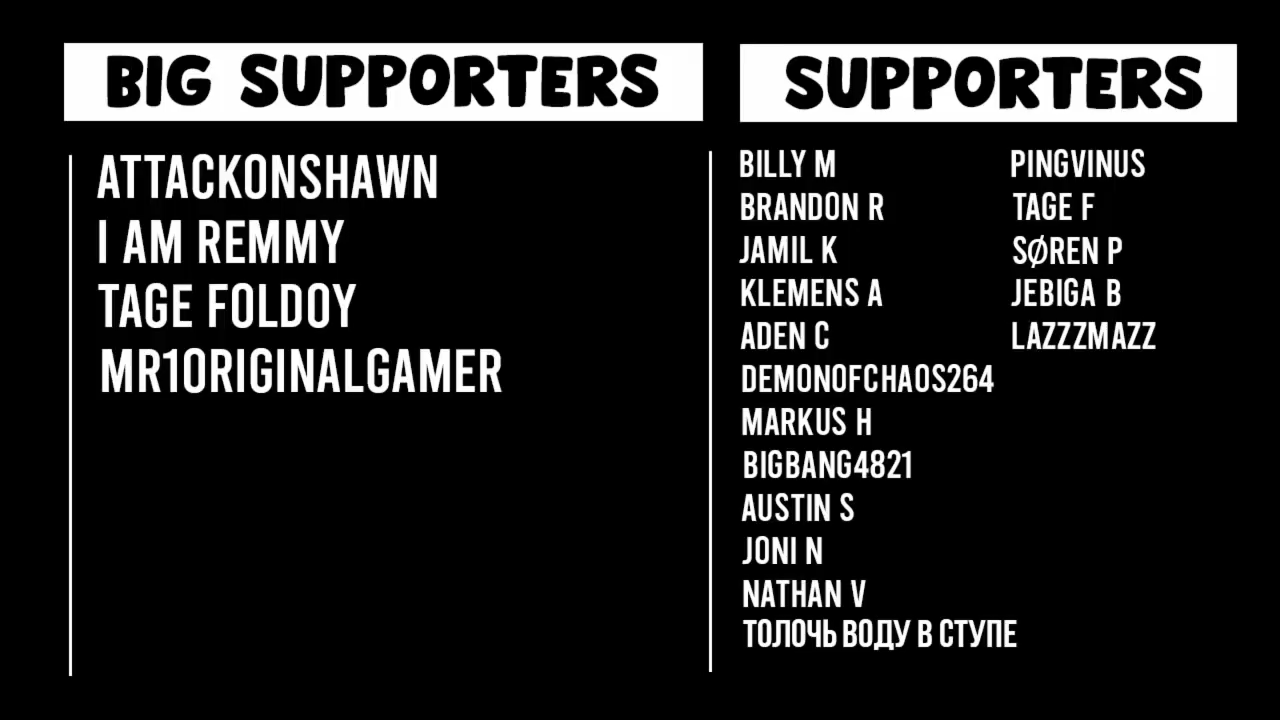 BIG SUPPORTERS
ATTACKONSHAWN
I AM REMMY
TAGE FOLDOY
MR1ORIGINALGAMER
SUPPORTERS
BILLY M
BRANDON R
JAMIL K
KLEMENS A
ADEN C
DEMONOFCHAOS264
MARKUS H
BIGBANG4821
AUSTIN S
JONI N
NATHAN V
ТОЛОЧЬ ВОДУ В СТУПЕ
PINGVINUS
TAGE F
SØREN P
JEBIGA B
LAZZZMAZZ